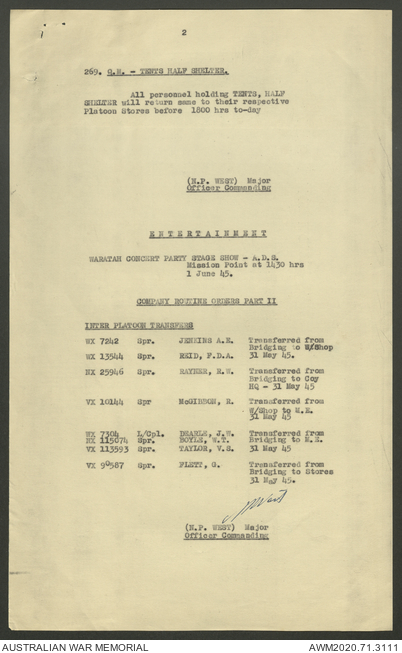 2
269. Q.M. - TENTS HALF SHELTER.
All personnel holding TENTS, HALF
SHELTER will return same to their respective
Platoon Stores before 1800 hrs to-day
(N.P. WEST) Major
Officer Commanding
ENTERTAINMENT
WARATAH CONCERT PARTY STAGE SHOW - A.D.S.
Mission Point at 1430 hrs
1 June 45.
COMPANY ROUTINE ORDERS PART II
INTER PLATOON TRANSFERS
WX 7242 Spr. JENKINS A.E. Transferred from
Bridging to W/Shop
WX 13544 Spr. REID, F.D.A. 31 May 45.
NX 25946 Spr. RAYNER, R.W. Transferred from
Bridging to Coy
HQ - 31 May 45
VX 10144 Spr McGIBBON, R. Transferred from
W/Shop to M.E.
31 May 45
WX 7304 L/Cpl. DEARLE, J.W. Transferred from
NX 115074 Spr. BOYLE, W.T. Bridging to M.E.
VX 113593 Spr. TAYLOR, V.S. 31 May 45
VX 90587 Spr. FLETT, G. Transferred from
Bridging to Stores
31 May 45.
(N.P. WEST) Major
Officer Commanding
AUSTRALIAN WAR MEMORIAL AWM2020.71.3111